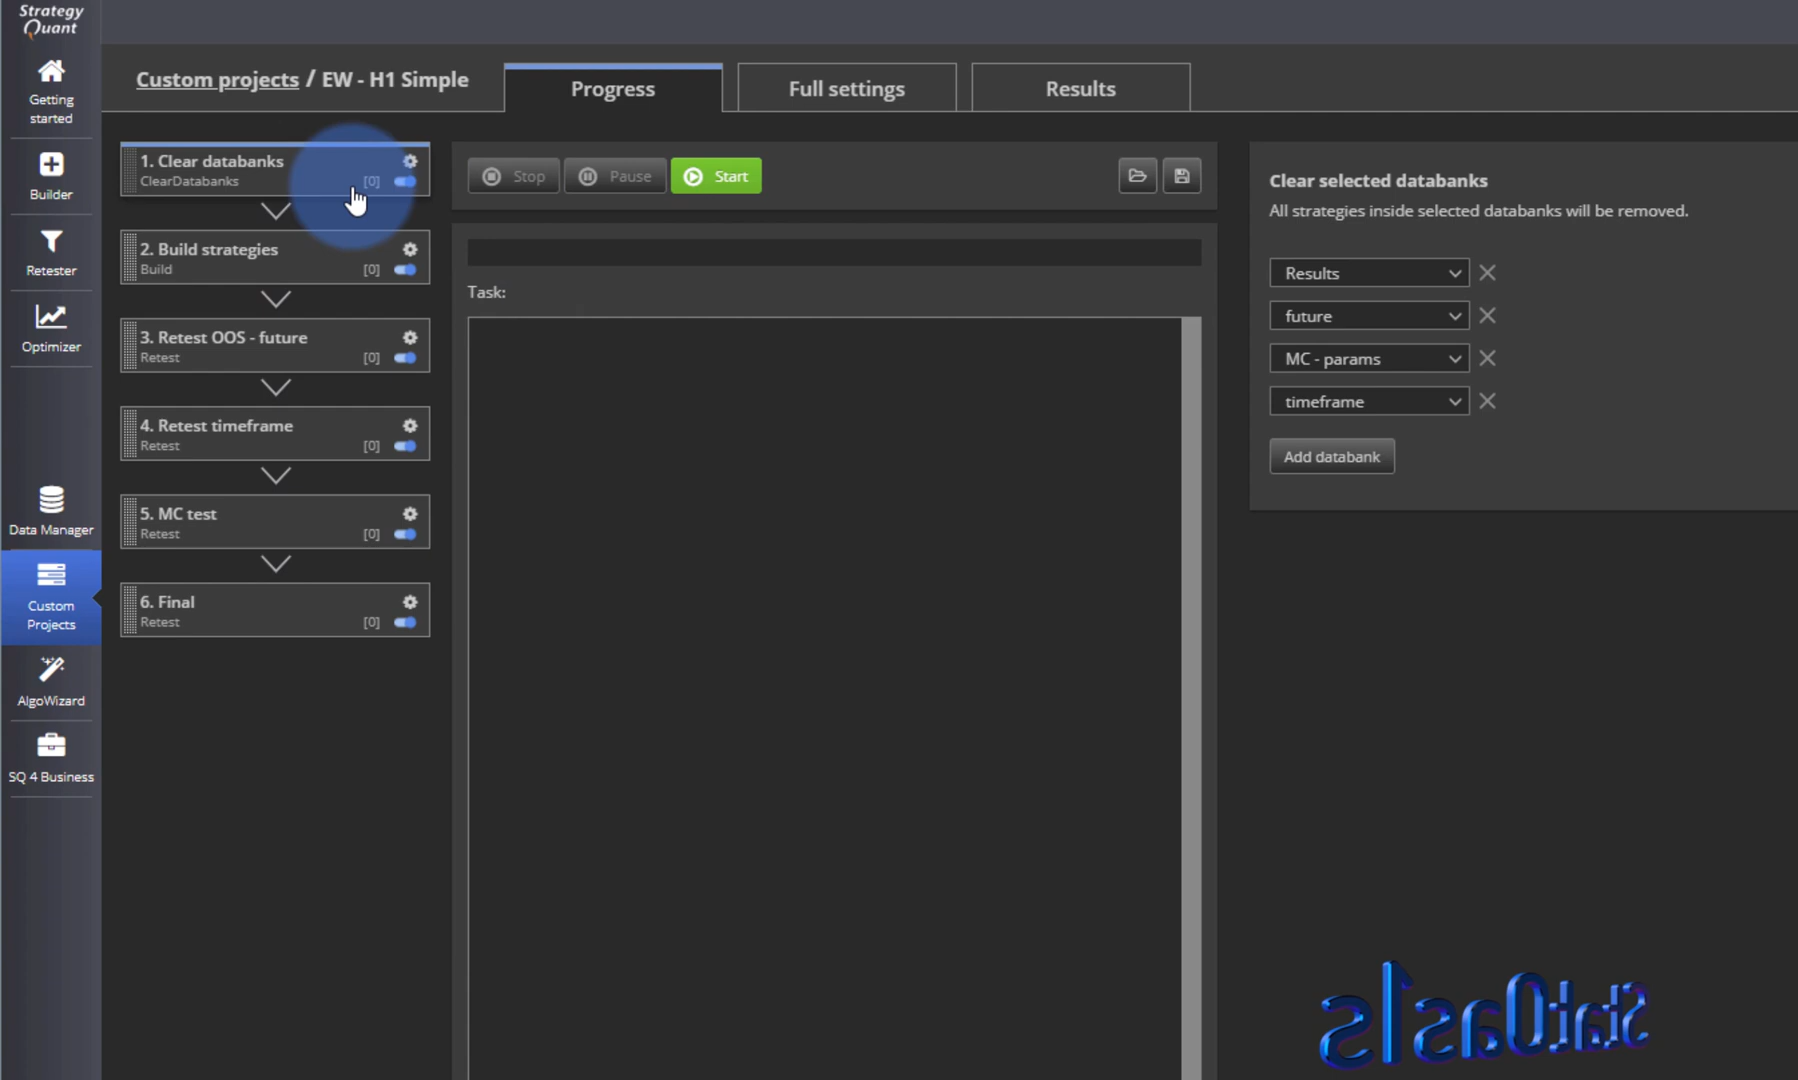 Strategy
Quant
Getting
started
Builder
Retester
Optimizer
Data Manager
Custom
Projects
AlgoWizard
SQ 4 Business
Custom projects / EW - H1 Simple
Progress
Full settings
Results
1. Clear databanks
ClearDatabanks [0]
2. Build strategies
Build [0]
3. Retest OOS - future
Retest [0]
4. Retest timeframe
Retest [0]
5. MC test
Retest [0]
6. Final
Retest [0]
Stop
Pause
Start
Task:
Clear selected databanks
All strategies inside selected databanks will be removed.
Results
future
MC - params
timeframe
Add databank
StatOas1s